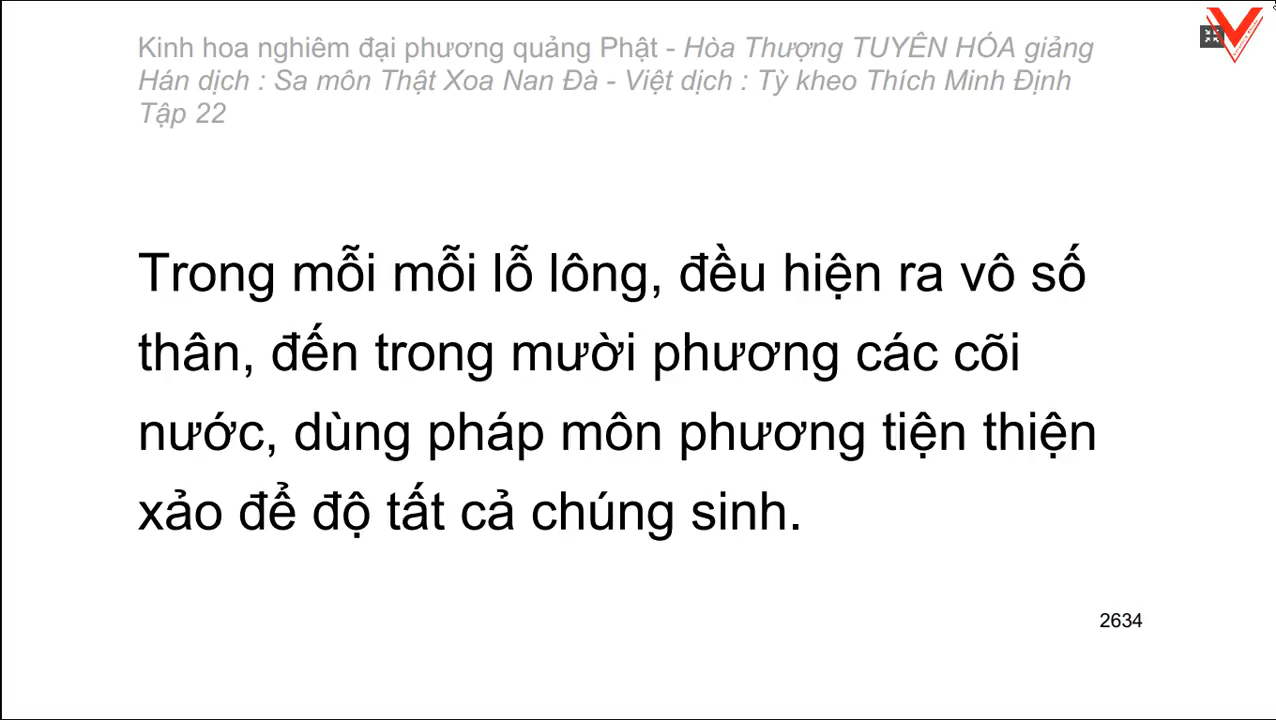 Kinh hoa nghiêm đại phương quảng Phật - Hòa Thượng TUYÊN HÓA giảng
Hán dịch : Sa môn Thật Xoa Nan Đà - Việt dịch : Tỳ kheo Thích Minh Định
Tập 22
Trong mỗi mỗi lỗ lông, đều hiện ra vô số
thân, đến trong mười phương các cõi
nước, dùng pháp môn phương tiện thiện
xảo để độ tất cả chúng sinh.
2634